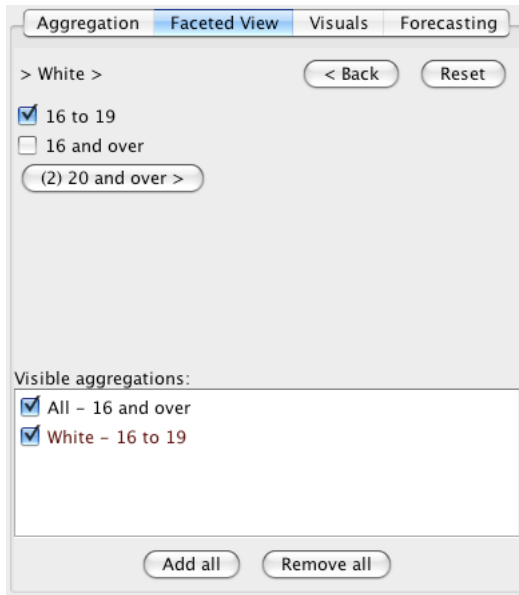 Aggregation Faceted View Visuals Forecasting
> White > < Back Reset
16 to 19
16 and over
(2) 20 and over >
Visible aggregations:
All – 16 and over
White – 16 to 19
Add all Remove all